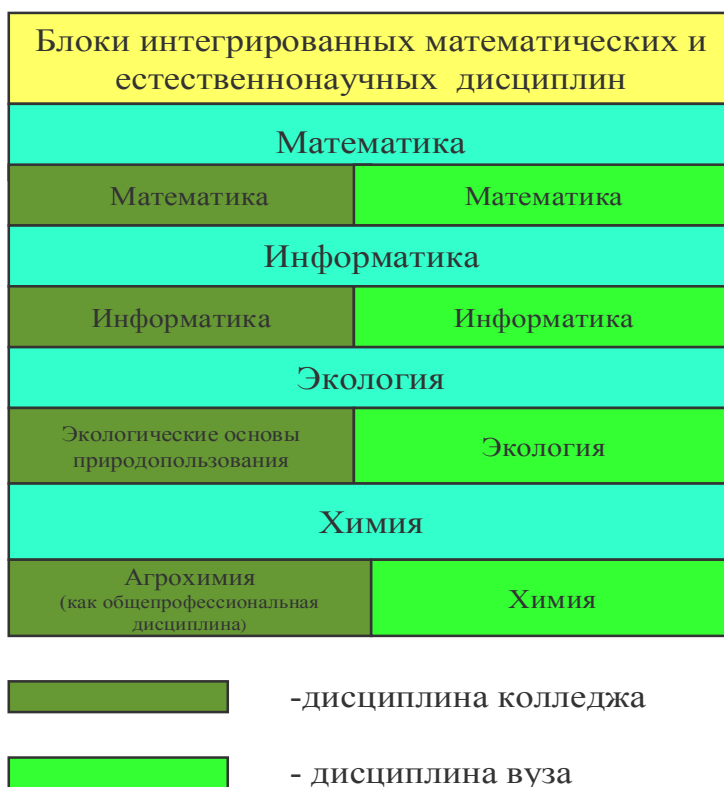 Блоки интегрированных математических и
естественнонаучных дисциплин
Математика
Математика Математика
Информатика
Информатика Информатика
Экология
Экологические основы
природопользования
Экология
Химия
Агрохимия
(как общепрофессиональная
дисциплина)
Химия
-дисциплина колледжа
- дисциплина вуза